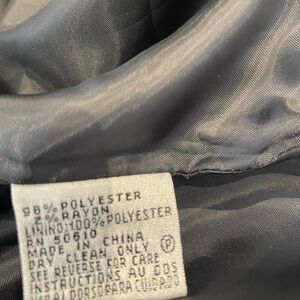 98% POLYESTER
2% RAYON
LINING:100% POLYESTER
RN 50610
MADE IN CHINA
DRY CLEAN ONLY Ⓟ
SEE REVERSE FOR CARE
INSTRUCTIONS AU DOS
DORSO PARA CUIDADO